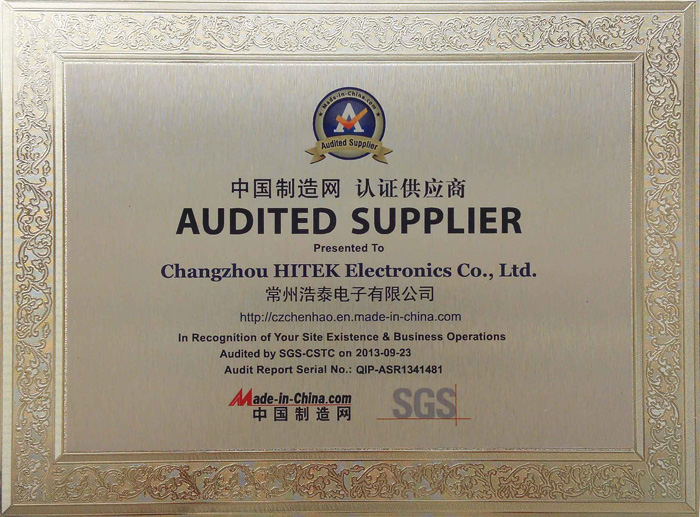 Made-in-China.com
A
Audited Supplier
中国制造网 认证供应商
AUDITED SUPPLIER
Presented To
Changzhou HITEK Electronics Co., Ltd.
常州浩泰电子有限公司
http://czchenhao.en.made-in-china.com
In Recognition of Your Site Existence & Business Operations
Audited by SGS-CSTC on 2013-09-23
Audit Report Serial No.: QIP-ASR1341481
Made-in-China.com
中国制造网
SGS